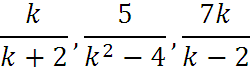 k/(k + 2), 5/(k² − 4), 7k/(k − 2)